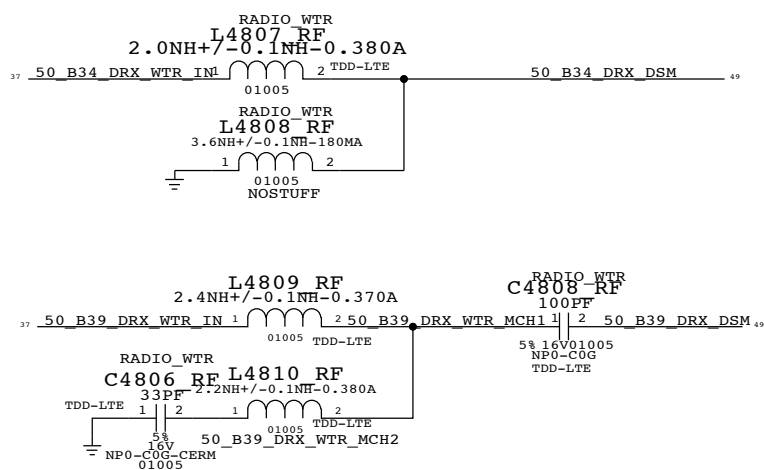 RADIO_WTR
L4807_RF
2.0NH+/-0.1NH-0.380A
37
50_B34_DRX_WTR_IN
1
2
TDD-LTE
50_B34_DRX_DSM
49
01005
RADIO_WTR
L4808_RF
3.6NH+/-0.1NH-180MA
1
2
01005
NOSTUFF
RADIO_WTR
L4809_RF
C4808_RF
2.4NH+/-0.1NH-0.370A
100PF
37
50_B39_DRX_WTR_IN
1
2
50_B39_DRX_WTR_MCH1
1
2
50_B39_DRX_DSM
49
01005
TDD-LTE
5%
16V
01005
NP0-C0G
TDD-LTE
RADIO_WTR
C4806_RF
L4810_RF
33PF
2.2NH+/-0.1NH-0.380A
TDD-LTE
1
2
1
2
01005
TDD-LTE
5%
16V
50_B39_DRX_WTR_MCH2
NP0-C0G-CERM
01005